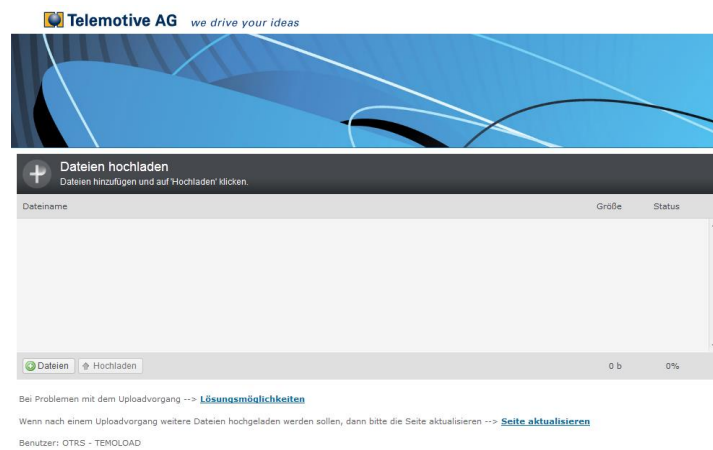 Telemotive AG we drive your ideas
Dateien hochladen
Dateien hinzufügen und auf 'Hochladen' klicken.
Dateiname Größe Status
Dateien Hochladen 0 b 0%
Bei Problemen mit dem Uploadvorgang --> Lösungsmöglichkeiten
Wenn nach einem Uploadvorgang weitere Dateien hochgeladen werden sollen, dann bitte die Seite aktualisieren --> Seite aktualisieren
Benutzer: OTRS - TEMOLOAD